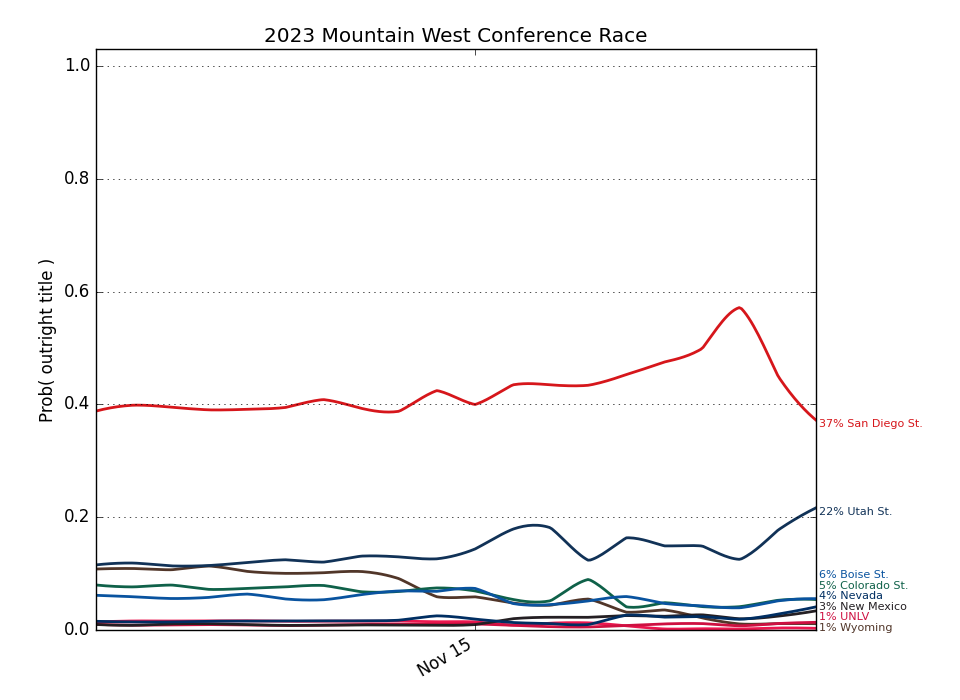 2023 Mountain West Conference Race
Prob( outright title )
1.0
0.8
0.6
0.4
0.2
0.0
Nov 15
37% San Diego St.
22% Utah St.
6% Boise St.
5% Colorado St.
4% Nevada
3% New Mexico
1% UNLV
1% Wyoming